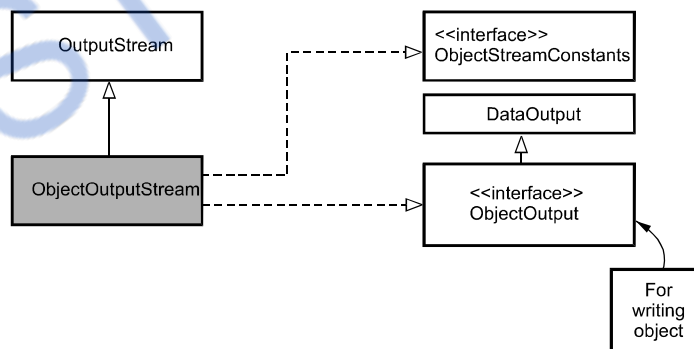 OutputStream
<<interface>>
ObjectStreamConstants
DataOutput
ObjectOutputStream
<<interface>>
ObjectOutput
For
writing
object